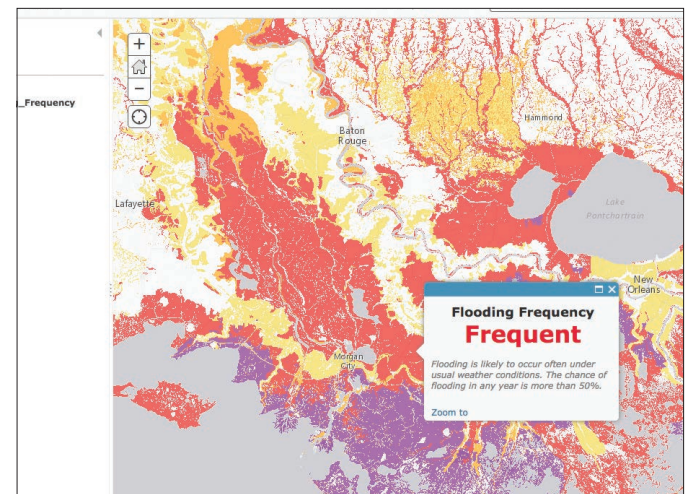 _Frequency
+
−
Baton
Rouge
Hammond
Lafayette
Lake
Pontchartrain
New
Orleans
Morgan
City
Flooding Frequency
Frequent
Flooding is likely to occur often under
usual weather conditions. The chance of
flooding in any year is more than 50%.
Zoom to